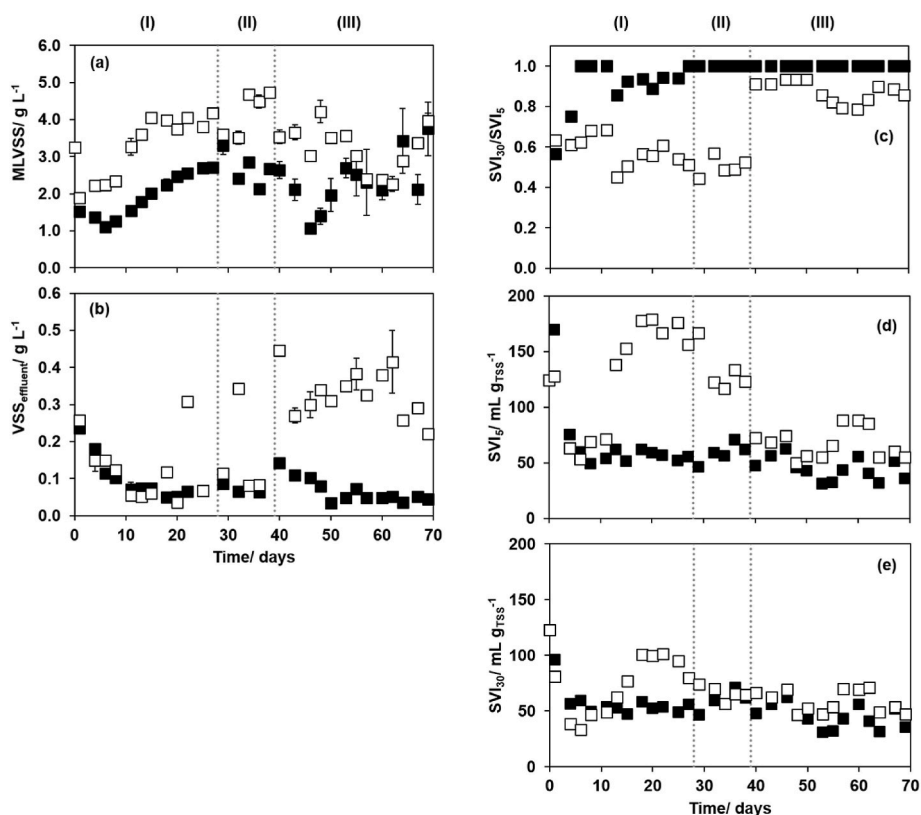 (I) (II) (III)
(a)
MLVSS/ g L-1
6.0
5.0
4.0
3.0
2.0
1.0
0.0
(b)
VSSeffluent/ g L-1
0.6
0.5
0.4
0.3
0.2
0.1
0.0
0 10 20 30 40 50 60 70
Time/ days
(I) (II) (III)
(c)
SVI30/SVI5
1.0
0.8
0.6
0.4
0.2
0.0
(d)
SVI5/ mL gTSS-1
200
150
100
50
0
(e)
SVI30/ mL gTSS-1
200
150
100
50
0
0 10 20 30 40 50 60 70
Time/ days